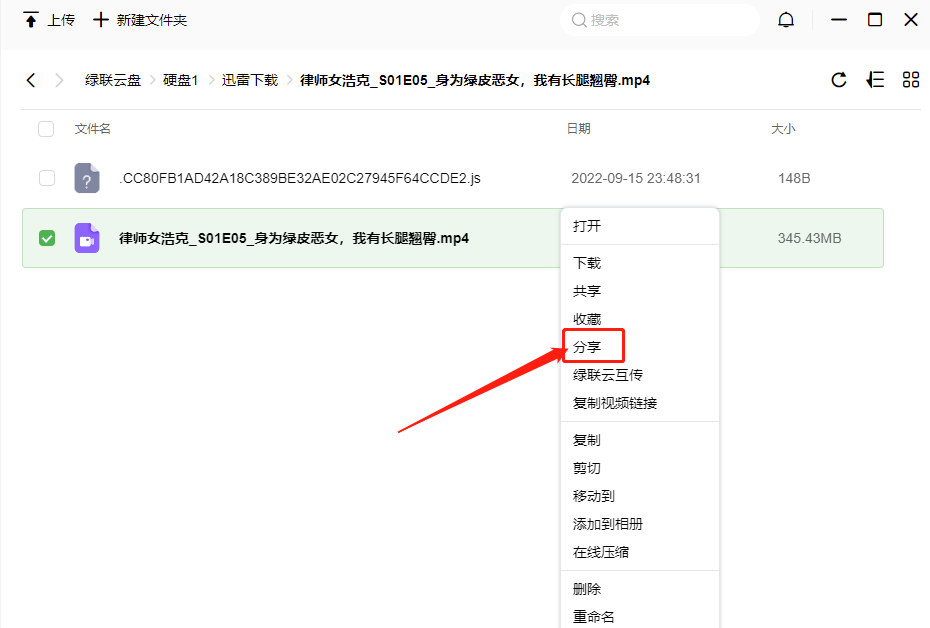 上传 新建文件夹 搜索
绿联云盘 硬盘1 迅雷下载 律师女浩克_S01E05_身为绿皮恶女，我有长腿翘臀.mp4
文件名 日期 大小
.CC80FB1AD42A18C389BE32AE02C27945F64CCDE2.js 2022-09-15 23:48:31 148B
律师女浩克_S01E05_身为绿皮恶女，我有长腿翘臀.mp4 345.43MB
打开
下载
共享
收藏
分享
绿联云互传
复制视频链接
复制
剪切
移动到
添加到相册
在线压缩
删除
重命名